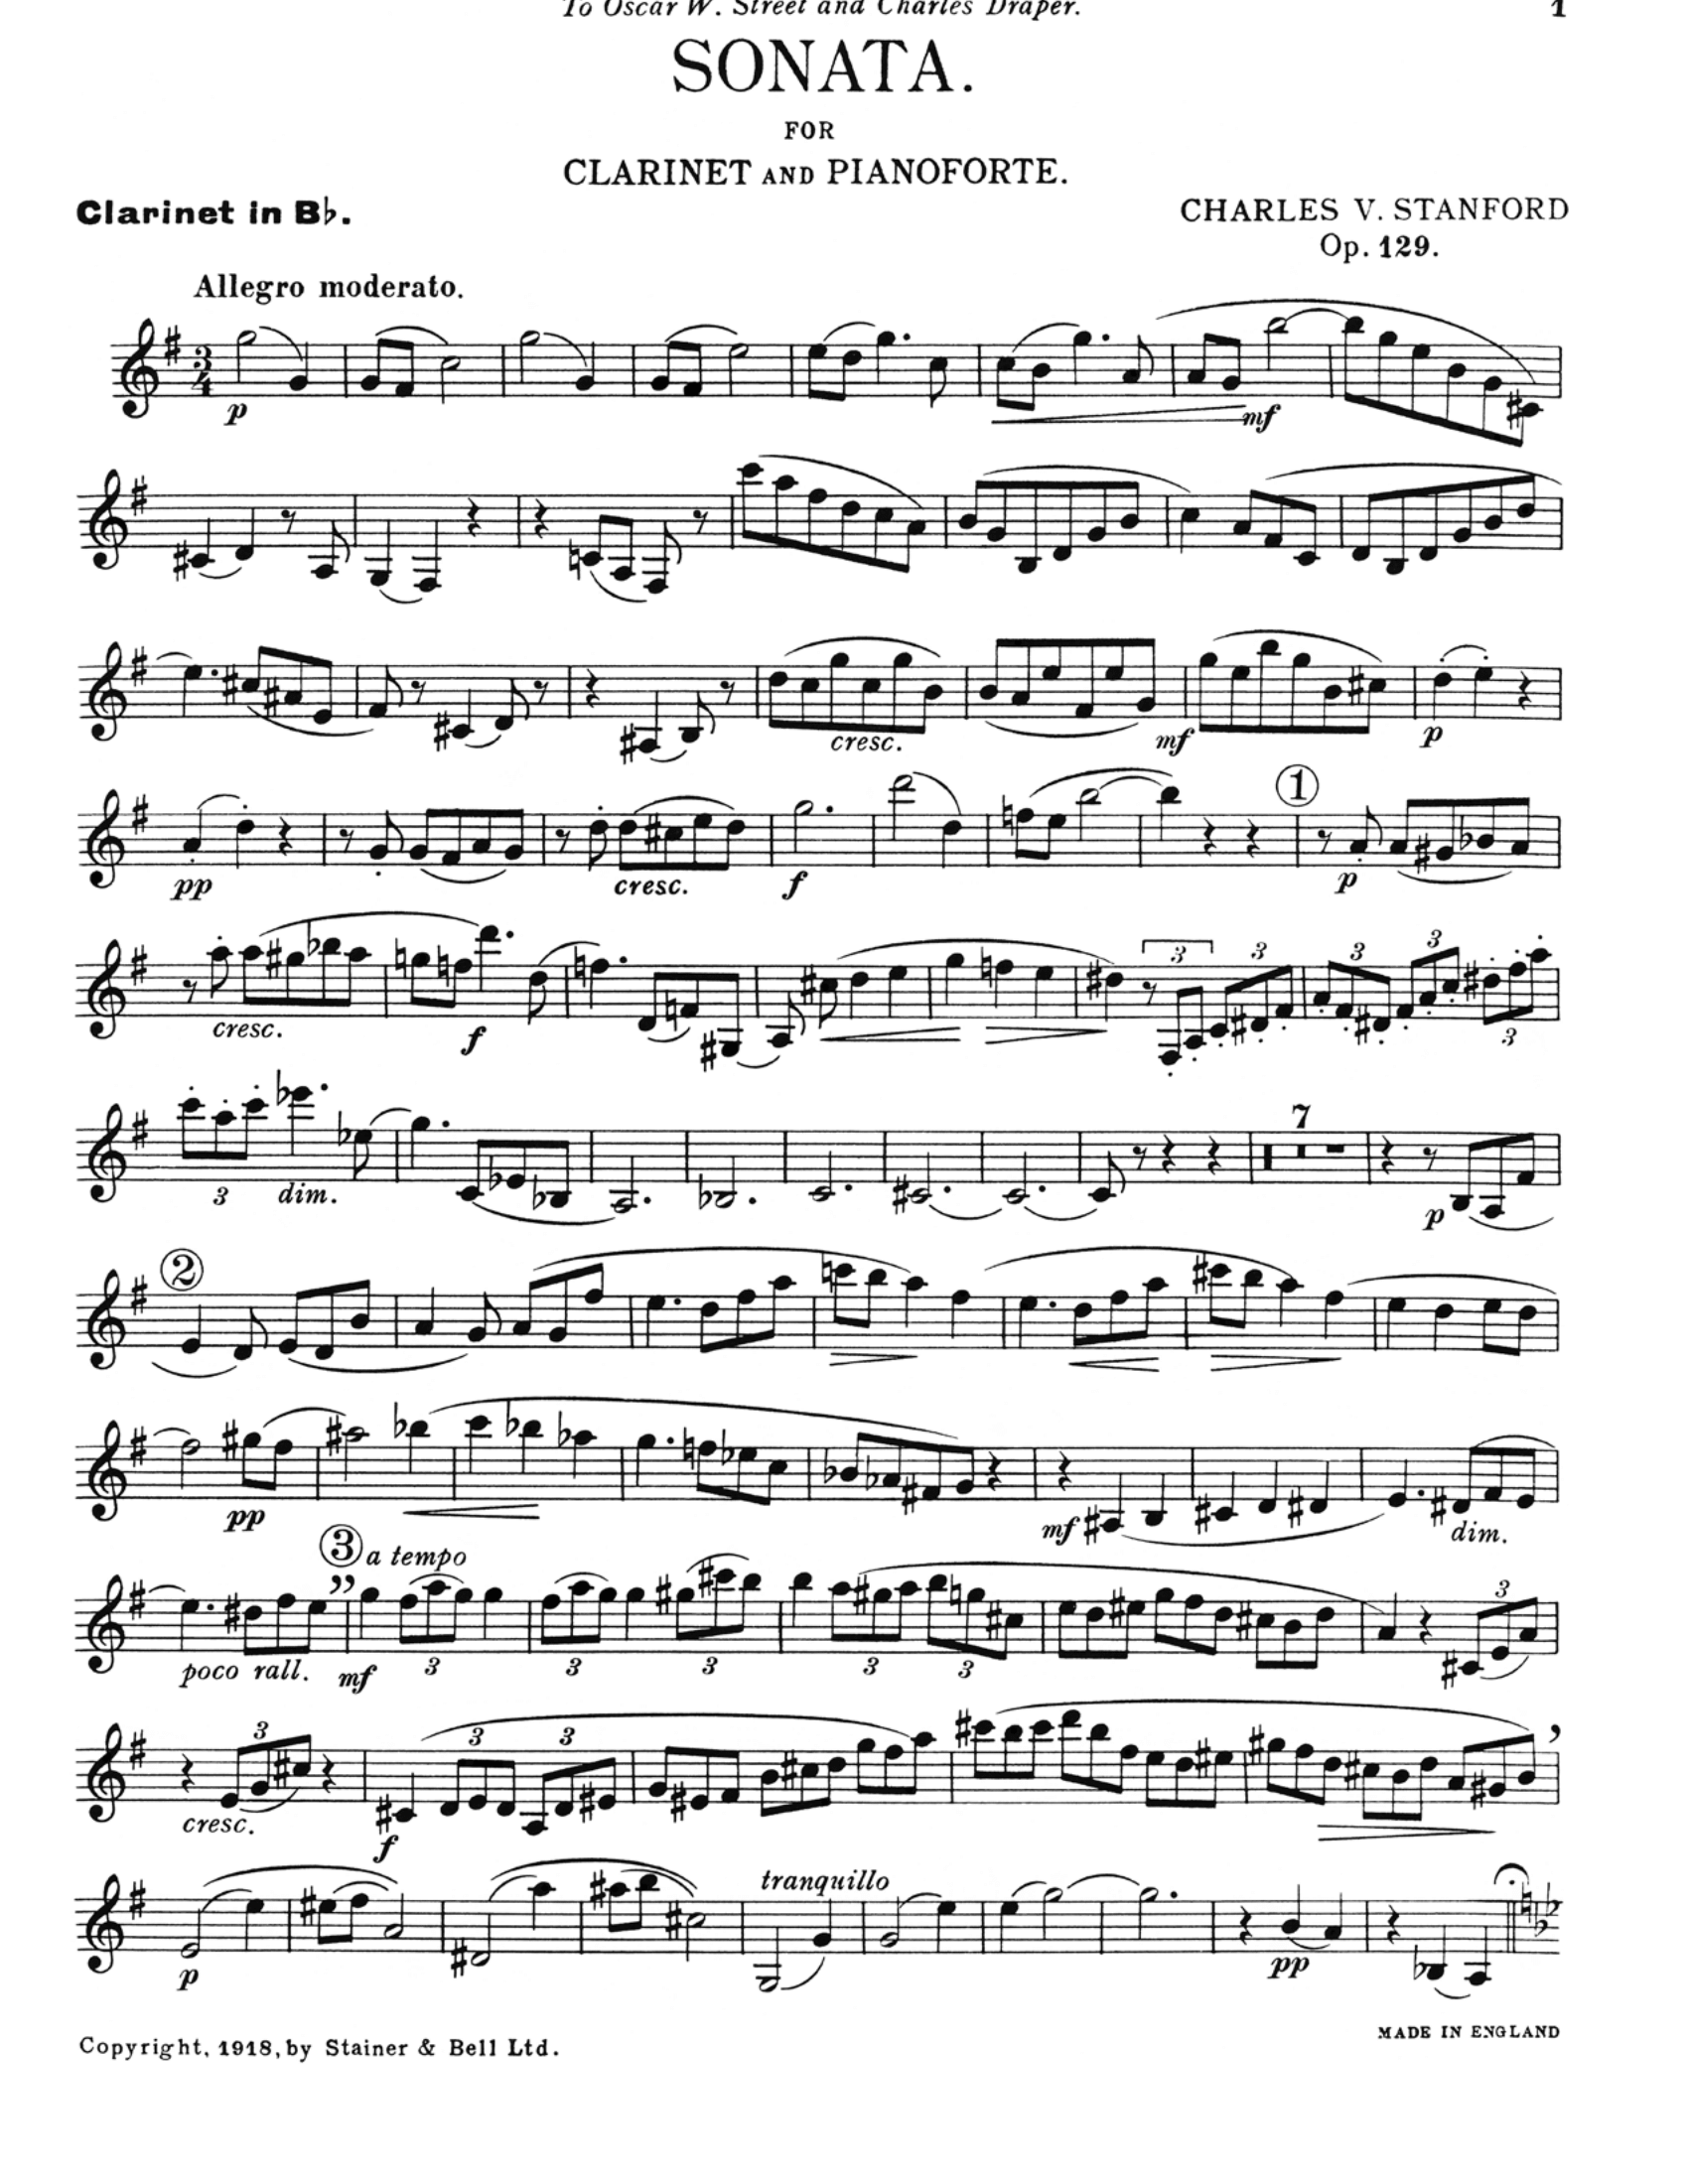 To Oscar W. Street and Charles Draper.
1
SONATA.
FOR
CLARINET AND PIANOFORTE.
Clarinet in B♭.
CHARLES V. STANFORD
Op. 129.
Allegro moderato.
3
4
p
mf
cresc.
mf
p
1
pp
cresc.
f
p
3
3
3
3
cresc.
f
3
7
3
dim.
p
2
pp
mf
dim.
3 a tempo
poco rall.
mf
3
3
3
3
3
3
3
3
3
cresc.
f
tranquillo
p
pp
Copyright, 1918, by Stainer & Bell Ltd.
MADE IN ENGLAND